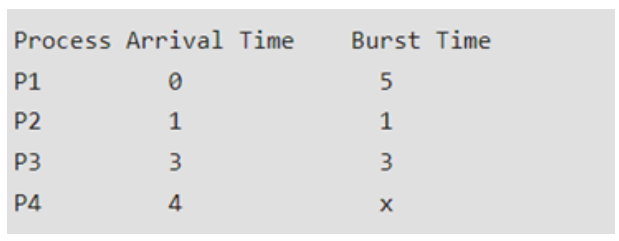 Process Arrival Time Burst Time
P1 0 5
P2 1 1
P3 3 3
P4 4 x